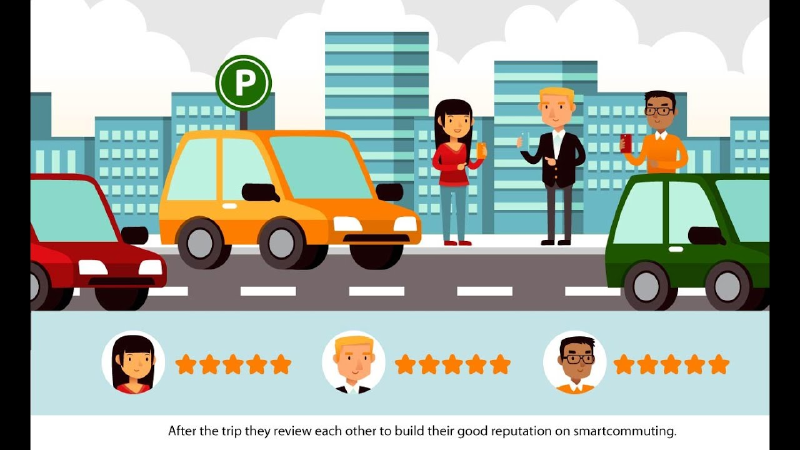 P
After the trip they review each other to build their good reputation on smartcommuting.